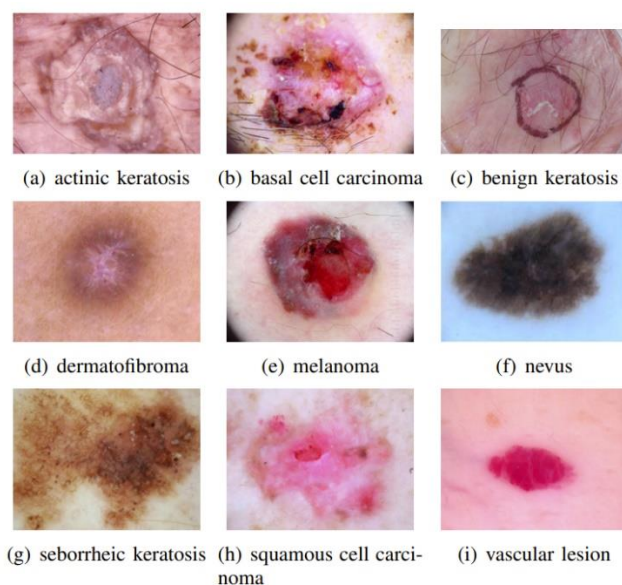 (a) actinic keratosis
(b) basal cell carcinoma
(c) benign keratosis
(d) dermatofibroma
(e) melanoma
(f) nevus
(g) seborrheic keratosis
(h) squamous cell carci-
noma
(i) vascular lesion